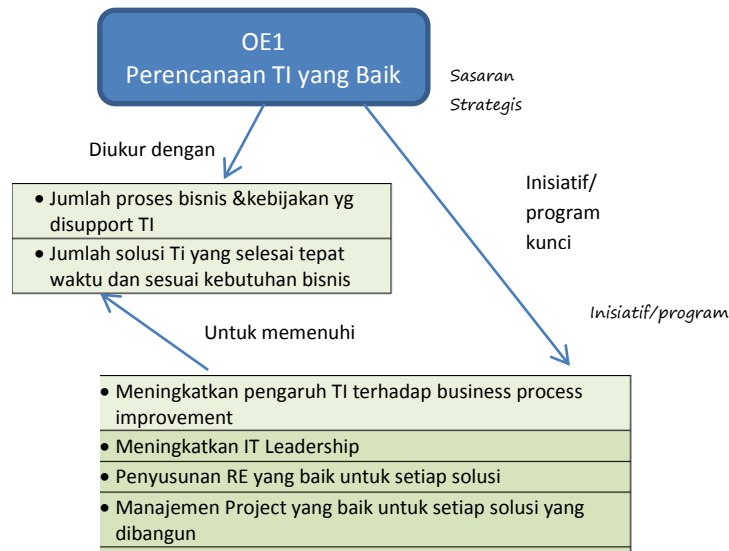 OE1
Perencanaan TI yang Baik
Sasaran
Strategis
Diukur dengan
• Jumlah proses bisnis &kebijakan yg
disupport TI
• Jumlah solusi Ti yang selesai tepat
waktu dan sesuai kebutuhan bisnis
Inisiatif/
program
kunci
Inisiatif/program
Untuk memenuhi
• Meningkatkan pengaruh TI terhadap business process
improvement
• Meningkatkan IT Leadership
• Penyusunan RE yang baik untuk setiap solusi
• Manajemen Project yang baik untuk setiap solusi yang
dibangun